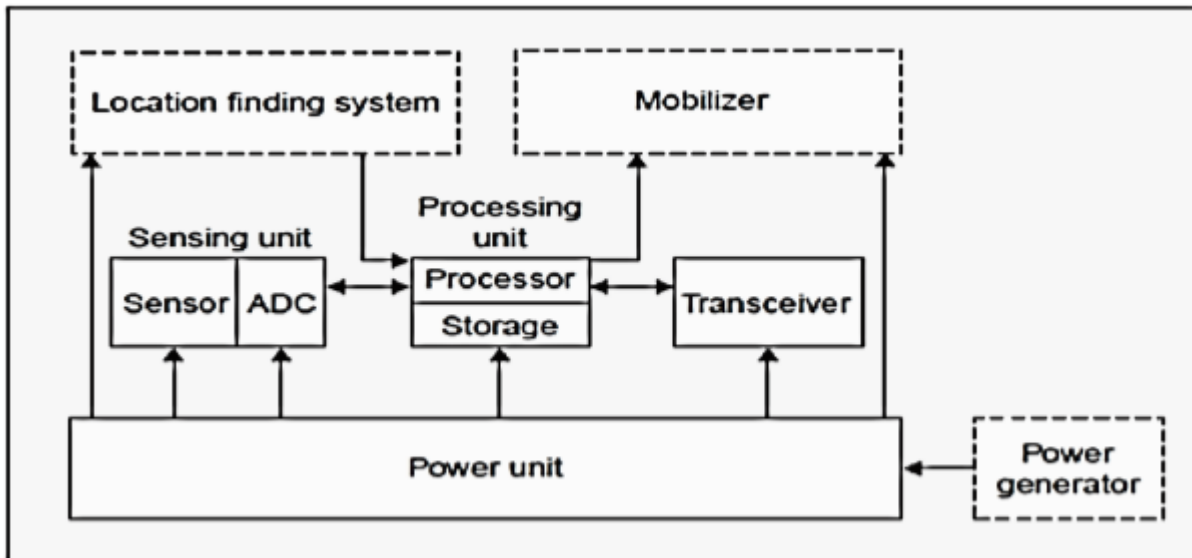 Location finding system
Mobilizer
Processing
unit
Sensing unit
Sensor
ADC
Processor
Storage
Transceiver
Power unit
Power
generator